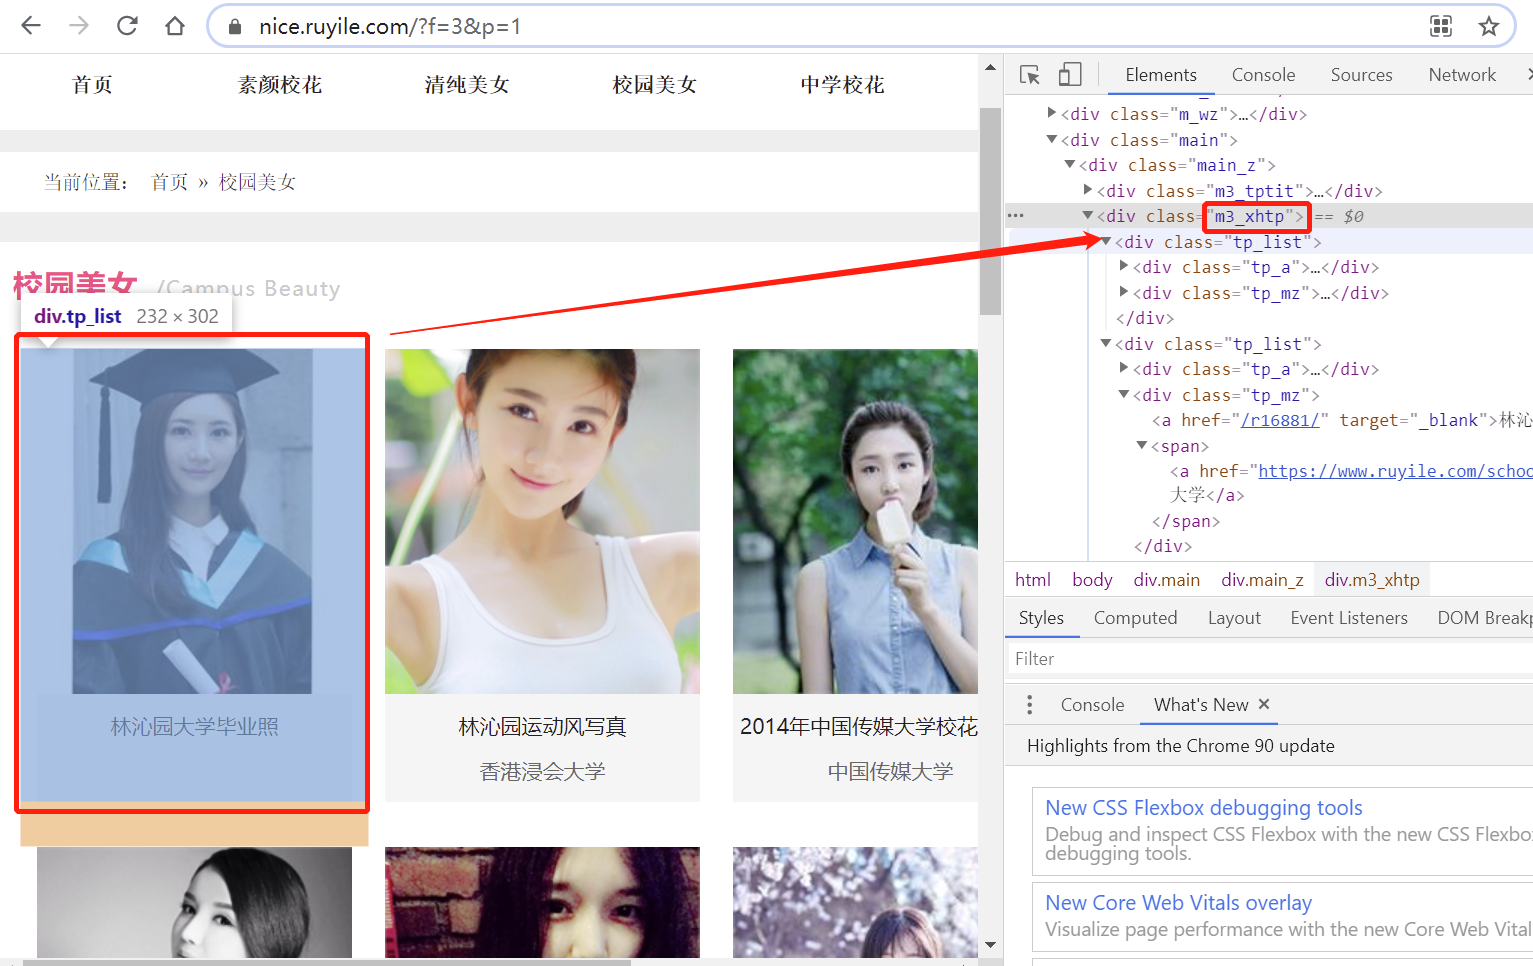 nice.ruyile.com/?f=3&p=1
首页 素颜校花 清纯美女 校园美女 中学校花
当前位置： 首页 » 校园美女
校园美女 /Campus Beauty
div.tp_list 232 × 302
林沁园大学毕业照 林沁园运动风写真 2014年中国传媒大学校花
香港浸会大学 中国传媒大学
Elements Console Sources Network
<div class="m_wz">…</div>
<div class="main">
<div class="main_z">
<div class="m3_tptit">…</div>
<div class="m3_xhtp"> == $0
<div class="tp_list">
<div class="tp_a">…</div>
<div class="tp_mz">…</div>
</div>
<div class="tp_list">
<div class="tp_a">…</div>
<div class="tp_mz">
<a href="/r16881/" target="_blank">林沁
<span>
<a href="https://www.ruyile.com/schoo
大学</a>
</span>
</div>
html body div.main div.main_z div.m3_xhtp
Styles Computed Layout Event Listeners DOM Breakp
Filter
Console What's New ×
Highlights from the Chrome 90 update
New CSS Flexbox debugging tools
Debug and inspect CSS Flexbox with the new CSS Flexbo
debugging tools.
New Core Web Vitals overlay
Visualize page performance with the new Core Web Vital